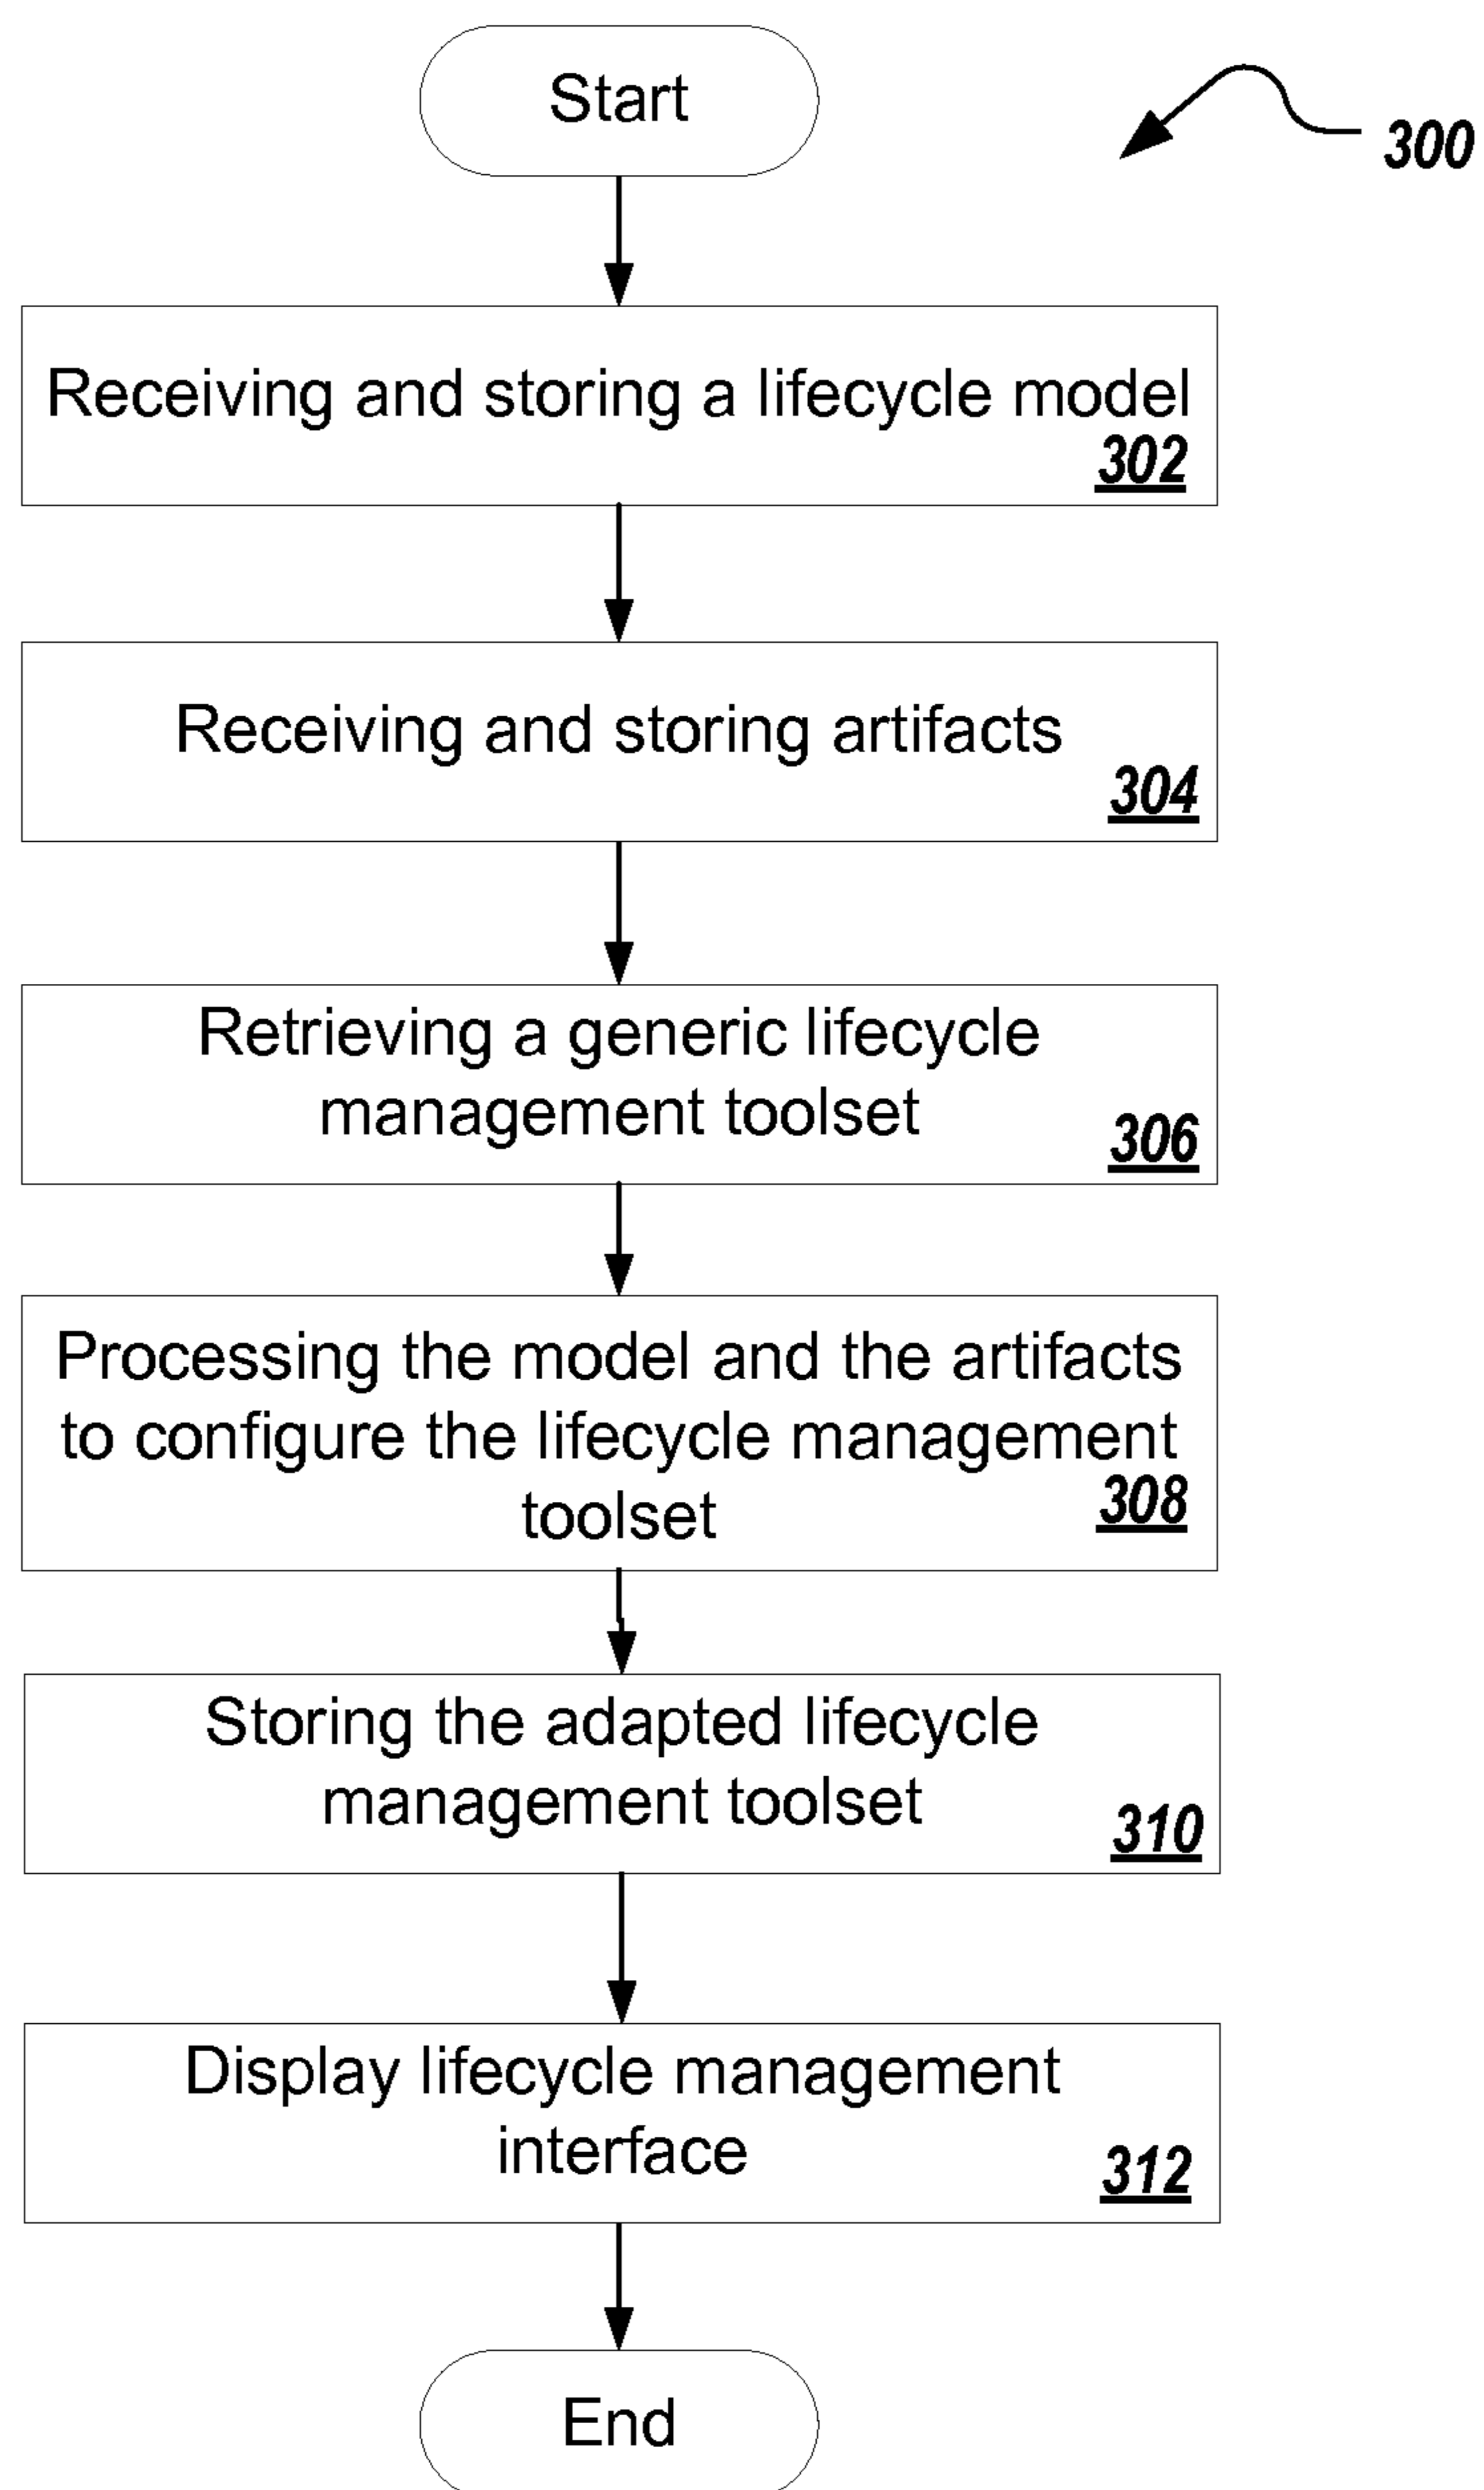 Start
300
Receiving and storing a lifecycle model
302
Receiving and storing artifacts
304
Retrieving a generic lifecycle
management toolset
306
Processing the model and the artifacts
to configure the lifecycle management
toolset
308
Storing the adapted lifecycle
management toolset
310
Display lifecycle management
interface
312
End